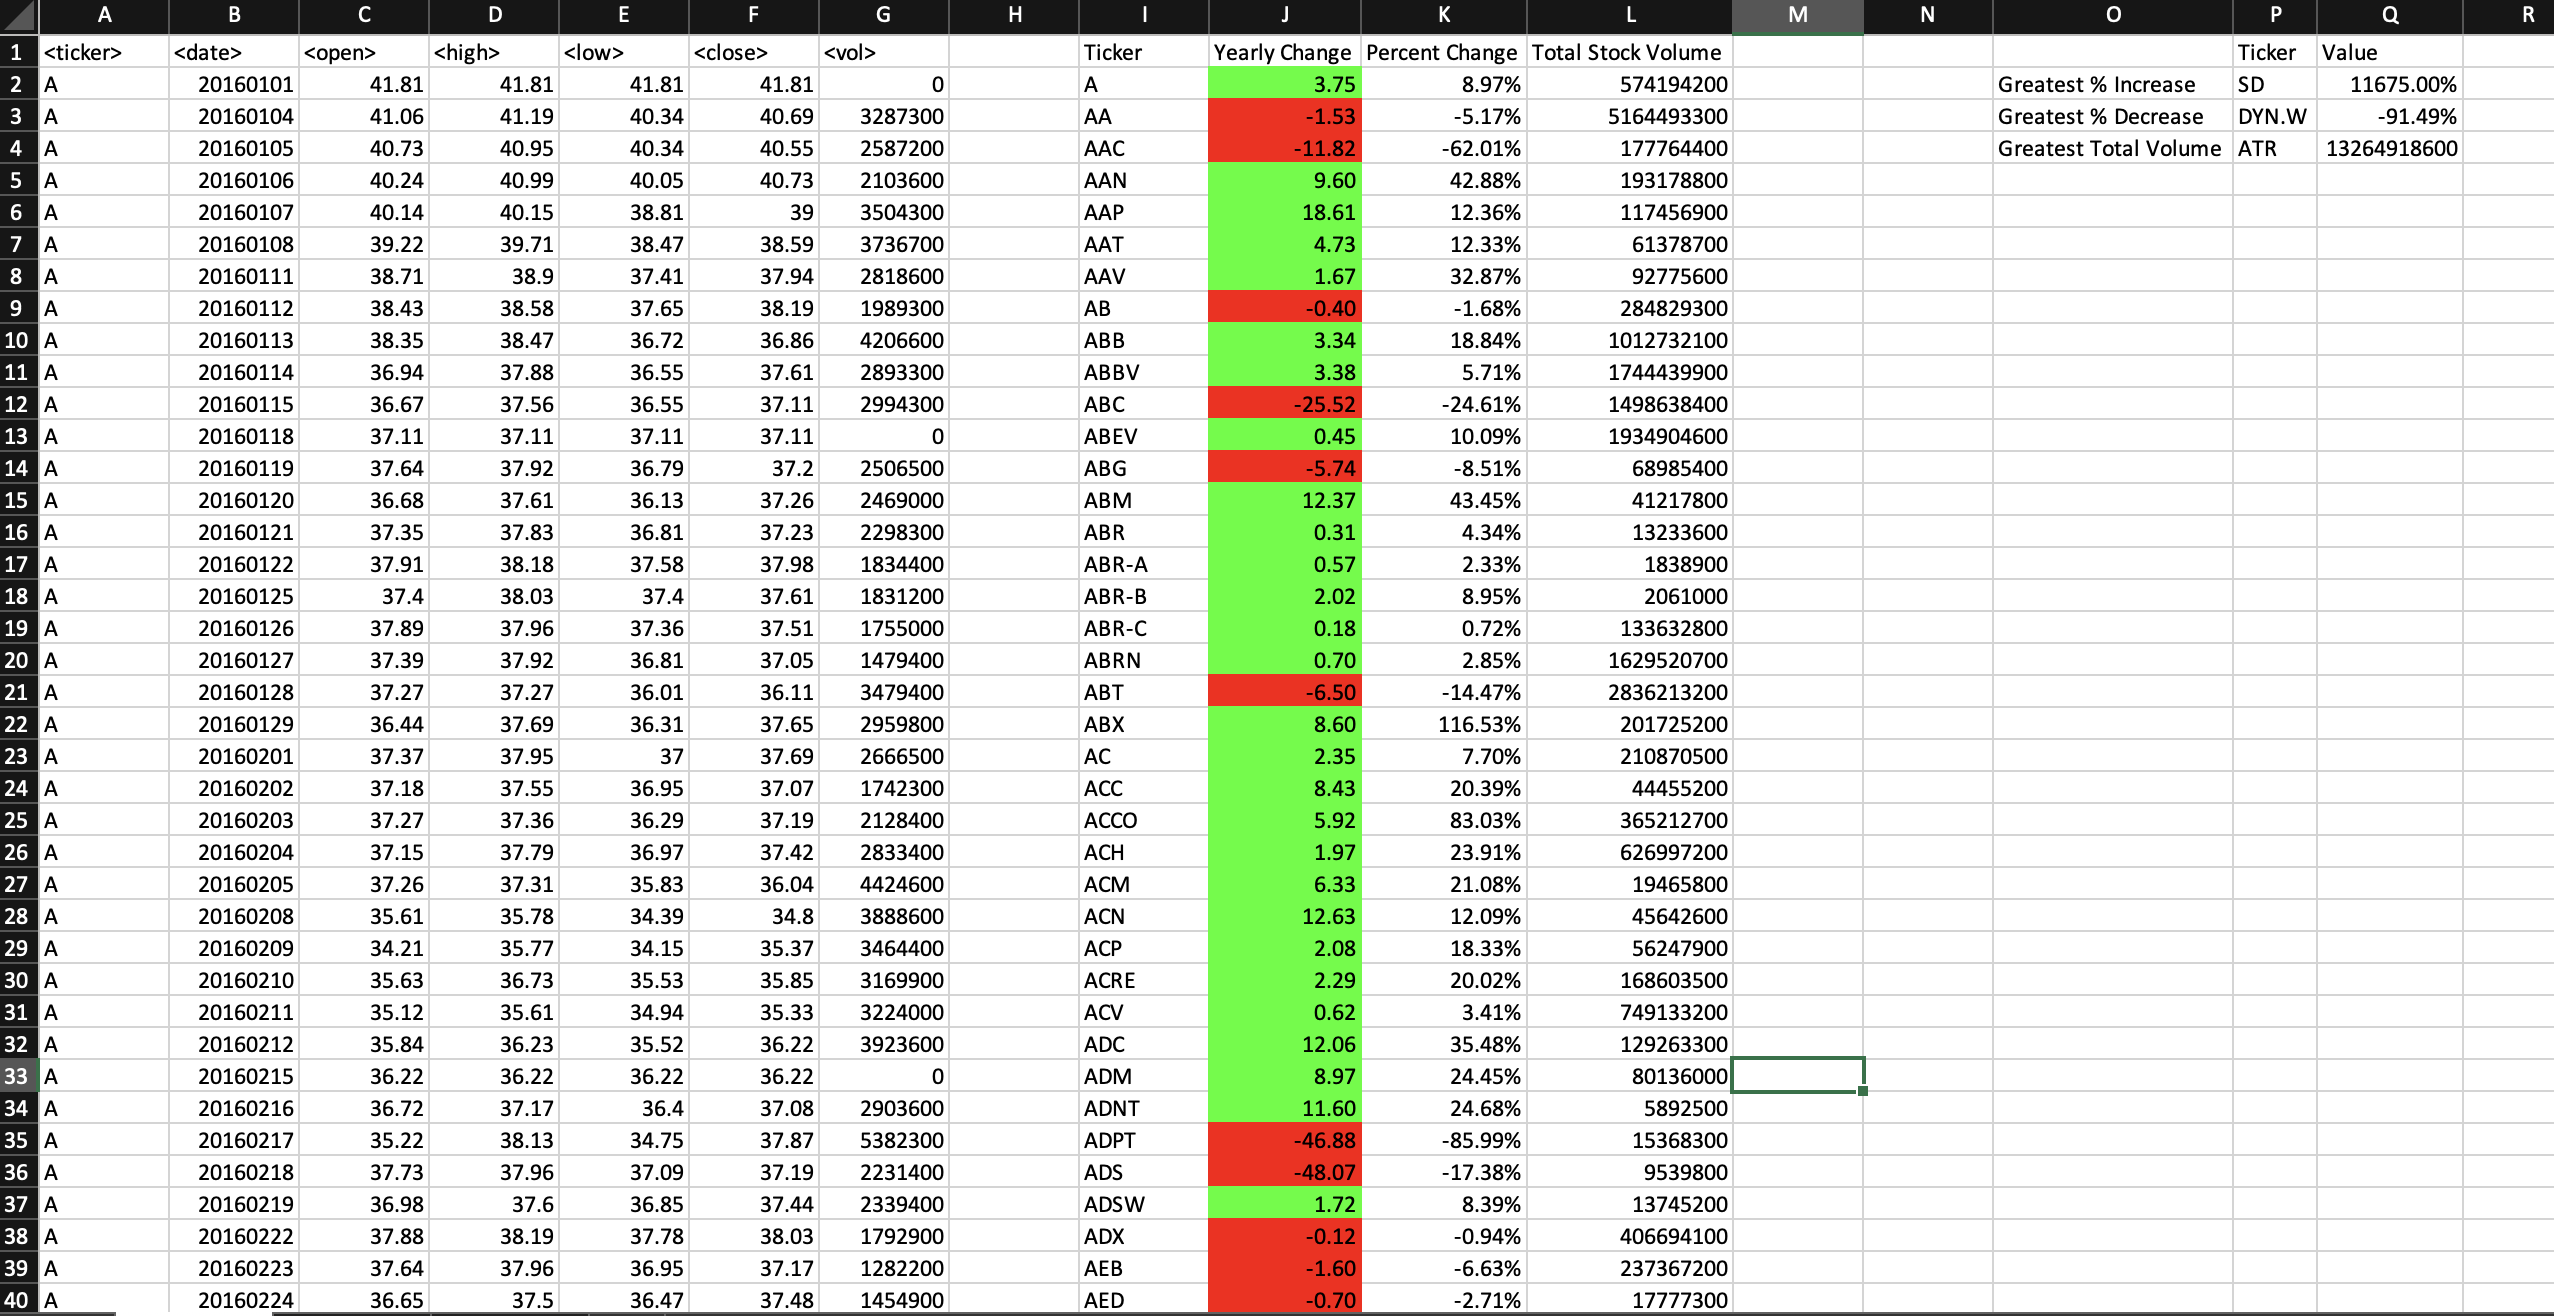 A B C D E F G H I J K L M N O P Q R
1 <ticker> <date> <open> <high> <low> <close> <vol> Ticker Yearly Change Percent Change Total Stock Volume Ticker Value
2 A 20160101 41.81 41.81 41.81 41.81 0 A 3.75 8.97% 574194200 Greatest % Increase SD 11675.00%
3 A 20160104 41.06 41.19 40.34 40.69 3287300 AA -1.53 -5.17% 5164493300 Greatest % Decrease DYN.W -91.49%
4 A 20160105 40.73 40.95 40.34 40.55 2587200 AAC -11.82 -62.01% 177764400 Greatest Total Volume ATR 13264918600
5 A 20160106 40.24 40.99 40.05 40.73 2103600 AAN 9.60 42.88% 193178800
6 A 20160107 40.14 40.15 38.81 39 3504300 AAP 18.61 12.36% 117456900
7 A 20160108 39.22 39.71 38.47 38.59 3736700 AAT 4.73 12.33% 61378700
8 A 20160111 38.71 38.9 37.41 37.94 2818600 AAV 1.67 32.87% 92775600
9 A 20160112 38.43 38.58 37.65 38.19 1989300 AB -0.40 -1.68% 284829300
10 A 20160113 38.35 38.47 36.72 36.86 4206600 ABB 3.34 18.84% 1012732100
11 A 20160114 36.94 37.88 36.55 37.61 2893300 ABBV 3.38 5.71% 1744439900
12 A 20160115 36.67 37.56 36.55 37.11 2994300 ABC -25.52 -24.61% 1498638400
13 A 20160118 37.11 37.11 37.11 37.11 0 ABEV 0.45 10.09% 1934904600
14 A 20160119 37.64 37.92 36.79 37.2 2506500 ABG -5.74 -8.51% 68985400
15 A 20160120 36.68 37.61 36.13 37.26 2469000 ABM 12.37 43.45% 41217800
16 A 20160121 37.35 37.83 36.81 37.23 2298300 ABR 0.31 4.34% 13233600
17 A 20160122 37.91 38.18 37.58 37.98 1834400 ABR-A 0.57 2.33% 1838900
18 A 20160125 37.4 38.03 37.4 37.61 1831200 ABR-B 2.02 8.95% 2061000
19 A 20160126 37.89 37.96 37.36 37.51 1755000 ABR-C 0.18 0.72% 133632800
20 A 20160127 37.39 37.92 36.81 37.05 1479400 ABRN 0.70 2.85% 1629520700
21 A 20160128 37.27 37.27 36.01 36.11 3479400 ABT -6.50 -14.47% 2836213200
22 A 20160129 36.44 37.69 36.31 37.65 2959800 ABX 8.60 116.53% 201725200
23 A 20160201 37.37 37.95 37 37.69 2666500 AC 2.35 7.70% 210870500
24 A 20160202 37.18 37.55 36.95 37.07 1742300 ACC 8.43 20.39% 44455200
25 A 20160203 37.27 37.36 36.29 37.19 2128400 ACCO 5.92 83.03% 365212700
26 A 20160204 37.15 37.79 36.97 37.42 2833400 ACH 1.97 23.91% 626997200
27 A 20160205 37.26 37.31 35.83 36.04 4424600 ACM 6.33 21.08% 19465800
28 A 20160208 35.61 35.78 34.39 34.8 3888600 ACN 12.63 12.09% 45642600
29 A 20160209 34.21 35.77 34.15 35.37 3464400 ACP 2.08 18.33% 56247900
30 A 20160210 35.63 36.73 35.53 35.85 3169900 ACRE 2.29 20.02% 168603500
31 A 20160211 35.12 35.61 34.94 35.33 3224000 ACV 0.62 3.41% 749133200
32 A 20160212 35.84 36.23 35.52 36.22 3923600 ADC 12.06 35.48% 129263300
33 A 20160215 36.22 36.22 36.22 36.22 0 ADM 8.97 24.45% 80136000
34 A 20160216 36.72 37.17 36.4 37.08 2903600 ADNT 11.60 24.68% 5892500
35 A 20160217 35.22 38.13 34.75 37.87 5382300 ADPT -46.88 -85.99% 15368300
36 A 20160218 37.73 37.96 37.09 37.19 2231400 ADS -48.07 -17.38% 9539800
37 A 20160219 36.98 37.6 36.85 37.44 2339400 ADSW 1.72 8.39% 13745200
38 A 20160222 37.88 38.19 37.78 38.03 1792900 ADX -0.12 -0.94% 406694100
39 A 20160223 37.64 37.96 36.95 37.17 1282200 AEB -1.60 -6.63% 237367200
40 A 20160224 36.65 37.5 36.47 37.48 1454900 AED -0.70 -2.71% 17777300